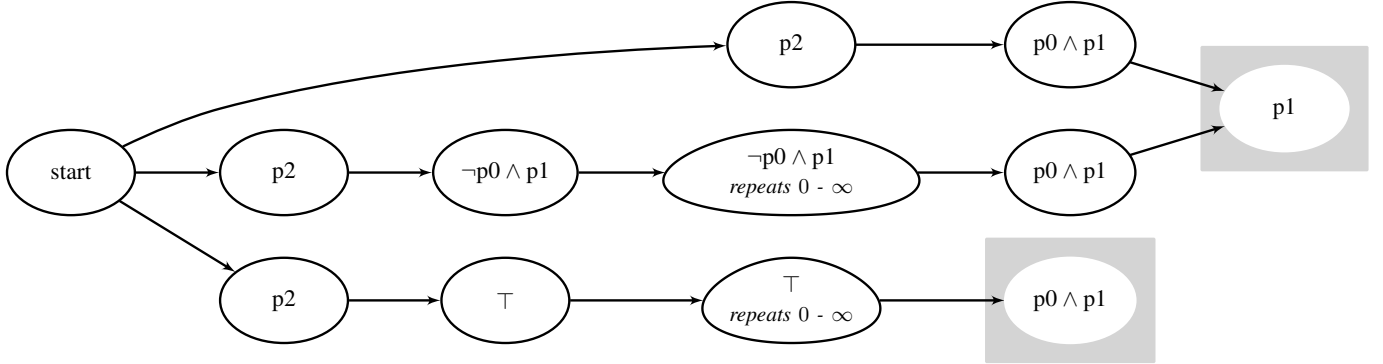 p2
p0 ∧ p1
p1
start
p2
¬p0 ∧ p1
¬p0 ∧ p1
repeats 0 - ∞
p0 ∧ p1
p2
⊤
⊤
repeats 0 - ∞
p0 ∧ p1